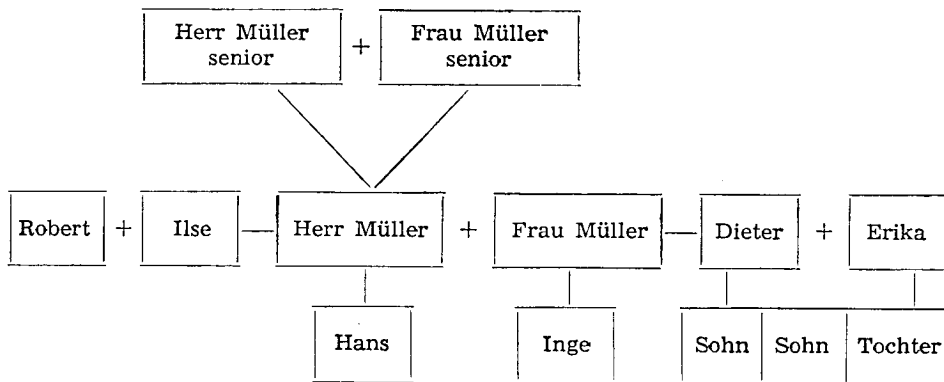 Herr Müller + Frau Müller
senior senior
Robert + Ilse Herr Müller + Frau Müller Dieter + Erika
Hans Inge Sohn Sohn Tochter